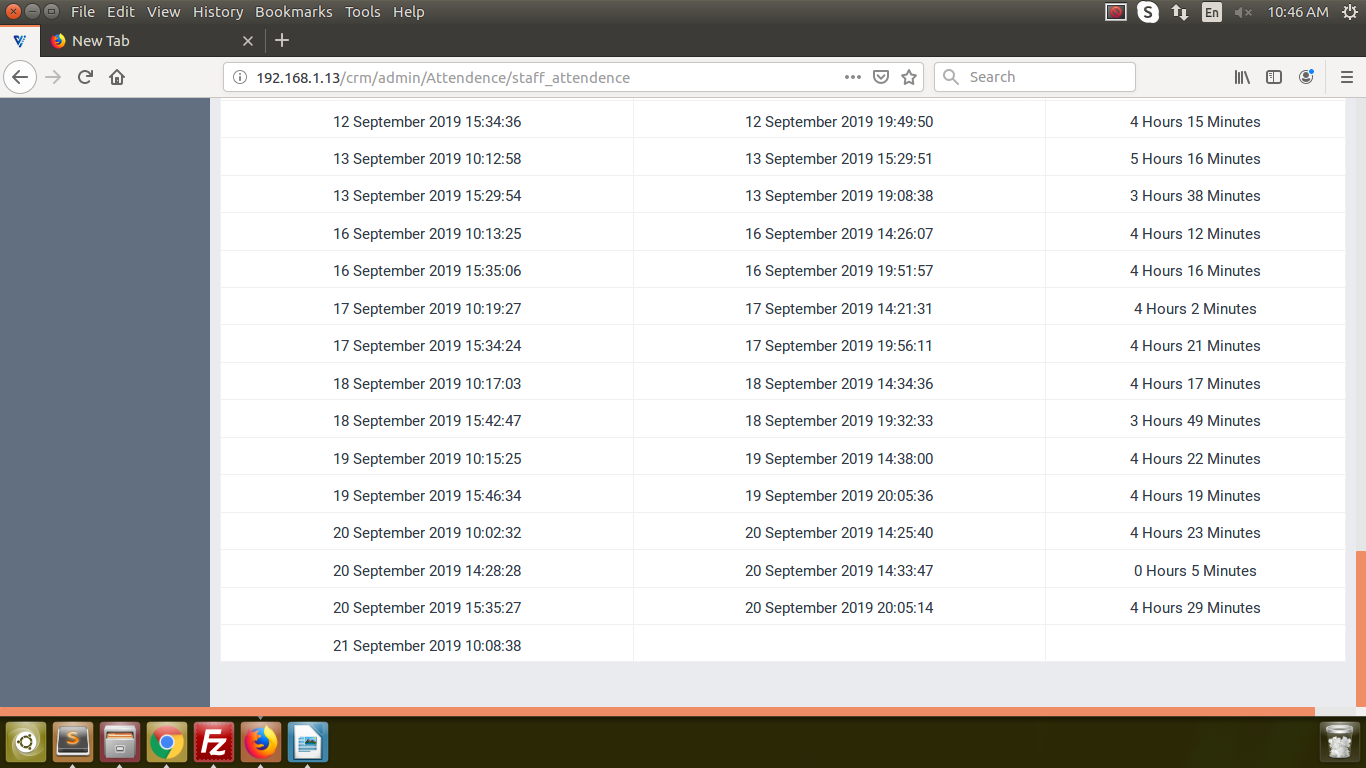 File Edit View History Bookmarks Tools Help
S En 10:46 AM
New Tab
192.168.1.13/crm/admin/Attendence/staff_attendence Search
12 September 2019 15:34:36 12 September 2019 19:49:50 4 Hours 15 Minutes
13 September 2019 10:12:58 13 September 2019 15:29:51 5 Hours 16 Minutes
13 September 2019 15:29:54 13 September 2019 19:08:38 3 Hours 38 Minutes
16 September 2019 10:13:25 16 September 2019 14:26:07 4 Hours 12 Minutes
16 September 2019 15:35:06 16 September 2019 19:51:57 4 Hours 16 Minutes
17 September 2019 10:19:27 17 September 2019 14:21:31 4 Hours 2 Minutes
17 September 2019 15:34:24 17 September 2019 19:56:11 4 Hours 21 Minutes
18 September 2019 10:17:03 18 September 2019 14:34:36 4 Hours 17 Minutes
18 September 2019 15:42:47 18 September 2019 19:32:33 3 Hours 49 Minutes
19 September 2019 10:15:25 19 September 2019 14:38:00 4 Hours 22 Minutes
19 September 2019 15:46:34 19 September 2019 20:05:36 4 Hours 19 Minutes
20 September 2019 10:02:32 20 September 2019 14:25:40 4 Hours 23 Minutes
20 September 2019 14:28:28 20 September 2019 14:33:47 0 Hours 5 Minutes
20 September 2019 15:35:27 20 September 2019 20:05:14 4 Hours 29 Minutes
21 September 2019 10:08:38
S FZ